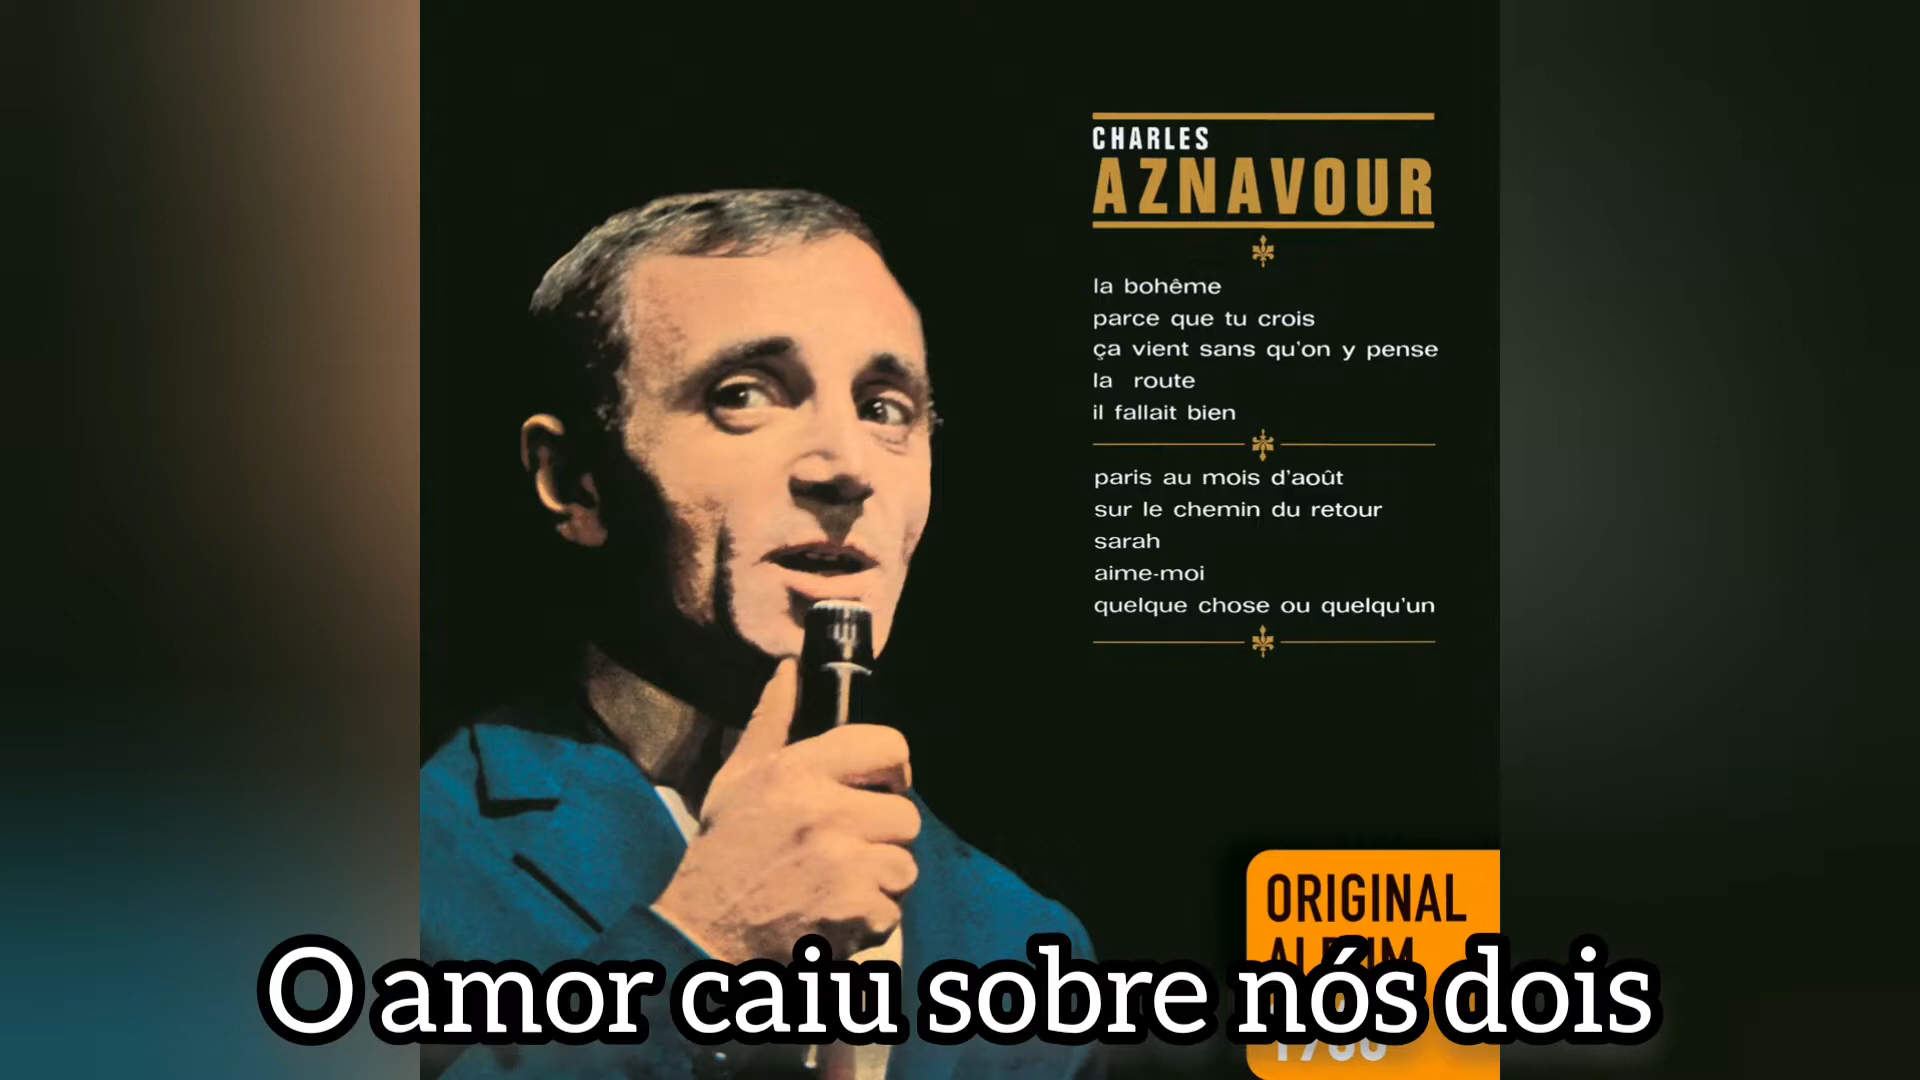 CHARLES
AZNAVOUR
la bohême
parce que tu crois
ça vient sans qu'on y pense
la route
il fallait bien
paris au mois d'août
sur le chemin du retour
sarah
aime-moi
quelque chose ou quelqu'un
ORIGINAL
ALBUM
O amor caiu sobre nós dois